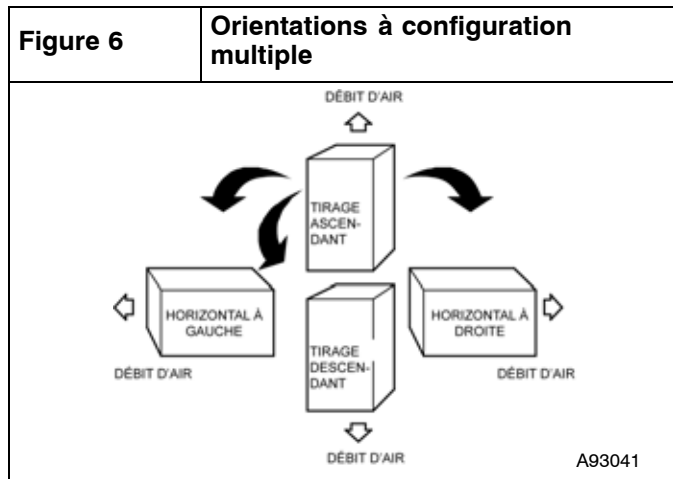 Figure 6
Orientations à configuration
multiple
DÉBIT D'AIR
TIRAGE
ASCEN-
DANT
HORIZONTAL À
GAUCHE
HORIZONTAL À
DROITE
TIRAGE
DESCEN-
DANT
DÉBIT D'AIR
DÉBIT D'AIR
DÉBIT D'AIR
A93041